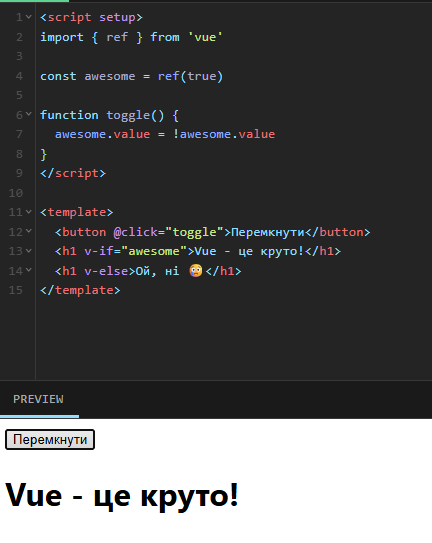 1 <script setup>
2 import { ref } from 'vue'
3
4 const awesome = ref(true)
5
6 function toggle() {
7   awesome.value = !awesome.value
8 }
9 </script>
10
11 <template>
12   <button @click="toggle">Перемкнути</button>
13   <h1 v-if="awesome">Vue - це круто!</h1>
14   <h1 v-else>Ой, ні 😳</h1>
15 </template>
PREVIEW
Перемкнути
Vue - це круто!